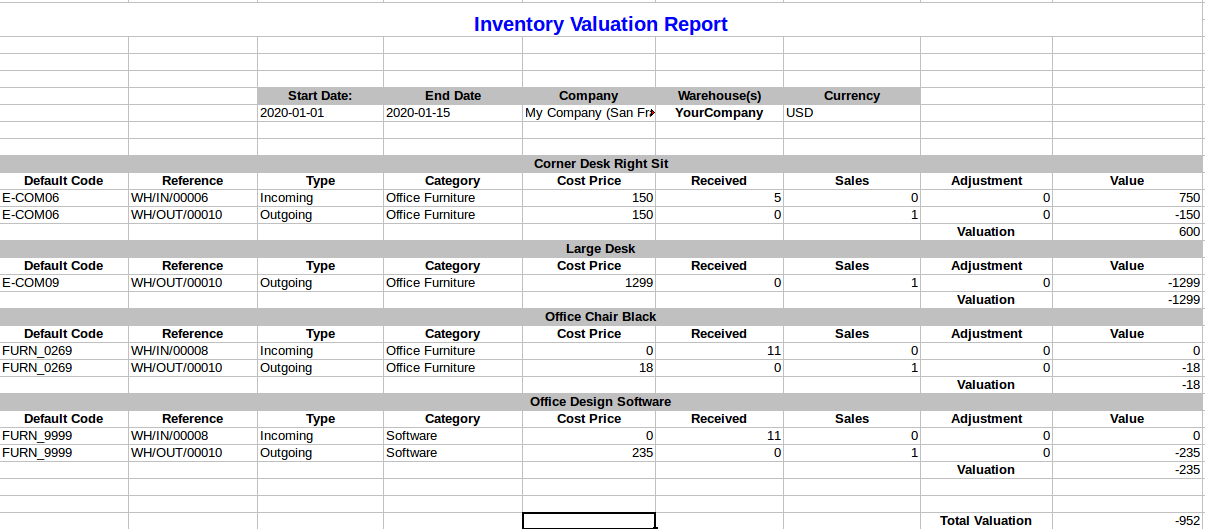 Inventory Valuation Report
Start Date: End Date Company Warehouse(s) Currency
2020-01-01 2020-01-15 My Company (San Fra YourCompany USD
Corner Desk Right Sit
Default Code Reference Type Category Cost Price Received Sales Adjustment Value
E-COM06 WH/IN/00006 Incoming Office Furniture 150 5 0 0 750
E-COM06 WH/OUT/00010 Outgoing Office Furniture 150 0 1 0 -150
Valuation 600
Large Desk
Default Code Reference Type Category Cost Price Received Sales Adjustment Value
E-COM09 WH/OUT/00010 Outgoing Office Furniture 1299 0 1 0 -1299
Valuation -1299
Office Chair Black
Default Code Reference Type Category Cost Price Received Sales Adjustment Value
FURN_0269 WH/IN/00008 Incoming Office Furniture 0 11 0 0 0
FURN_0269 WH/OUT/00010 Outgoing Office Furniture 18 0 1 0 -18
Valuation -18
Office Design Software
Default Code Reference Type Category Cost Price Received Sales Adjustment Value
FURN_9999 WH/IN/00008 Incoming Software 0 11 0 0 0
FURN_9999 WH/OUT/00010 Outgoing Software 235 0 1 0 -235
Valuation -235
Total Valuation -952